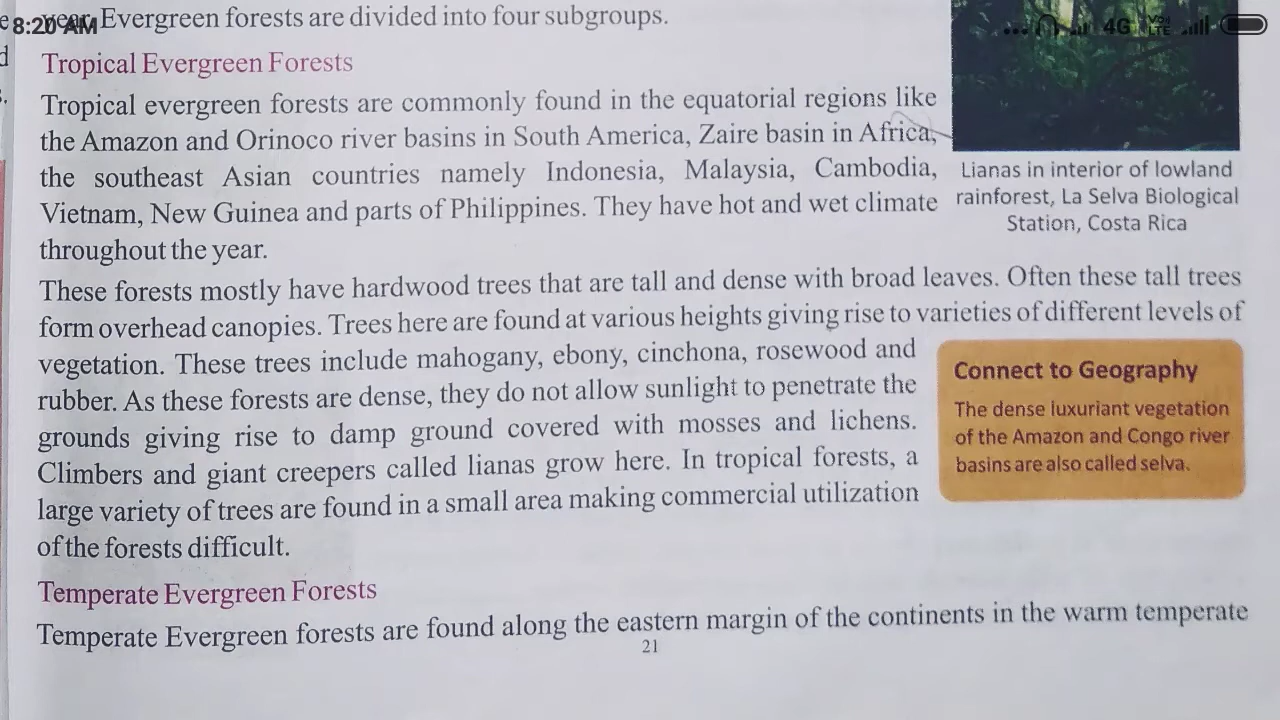 8:20 AM
4G
Vo))
LTE
year. Evergreen forests are divided into four subgroups.
Tropical Evergreen Forests
Tropical evergreen forests are commonly found in the equatorial regions like
the Amazon and Orinoco river basins in South America, Zaire basin in Africa,
the southeast Asian countries namely Indonesia, Malaysia, Cambodia,
Vietnam, New Guinea and parts of Philippines. They have hot and wet climate
throughout the year.
Lianas in interior of lowland
rainforest, La Selva Biological
Station, Costa Rica
These forests mostly have hardwood trees that are tall and dense with broad leaves. Often these tall trees
form overhead canopies. Trees here are found at various heights giving rise to varieties of different levels of
vegetation. These trees include mahogany, ebony, cinchona, rosewood and
rubber. As these forests are dense, they do not allow sunlight to penetrate the
grounds giving rise to damp ground covered with mosses and lichens.
Climbers and giant creepers called lianas grow here. In tropical forests, a
large variety of trees are found in a small area making commercial utilization
of the forests difficult.
Connect to Geography
The dense luxuriant vegetation
of the Amazon and Congo river
basins are also called selva.
Temperate Evergreen Forests
Temperate Evergreen forests are found along the eastern margin of the continents in the warm temperate
21